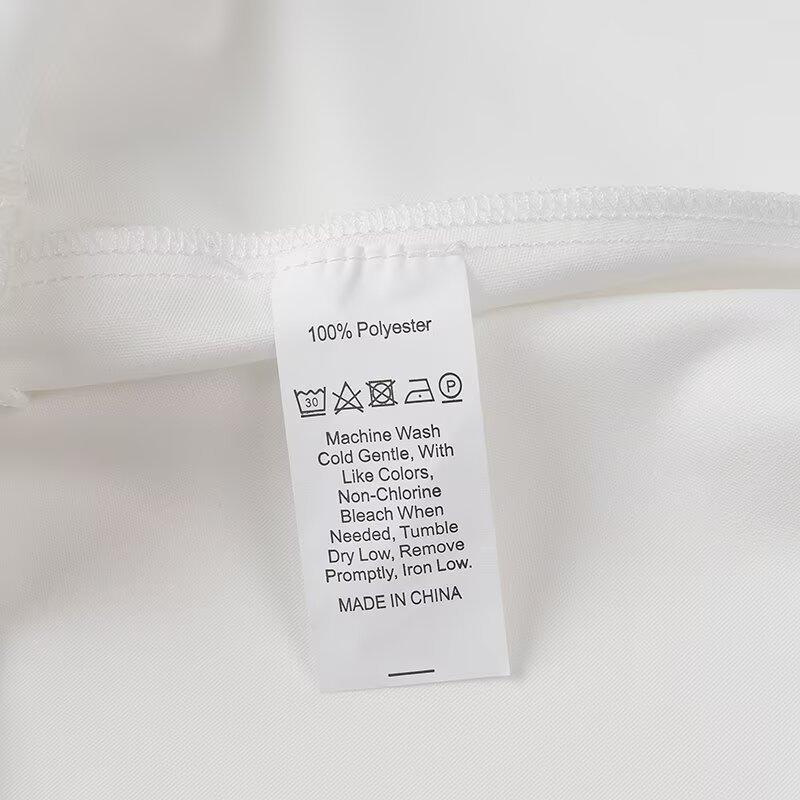 100% Polyester
30 P
Machine Wash
Cold Gentle, With
Like Colors,
Non-Chlorine
Bleach When
Needed, Tumble
Dry Low, Remove
Promptly, Iron Low.
MADE IN CHINA